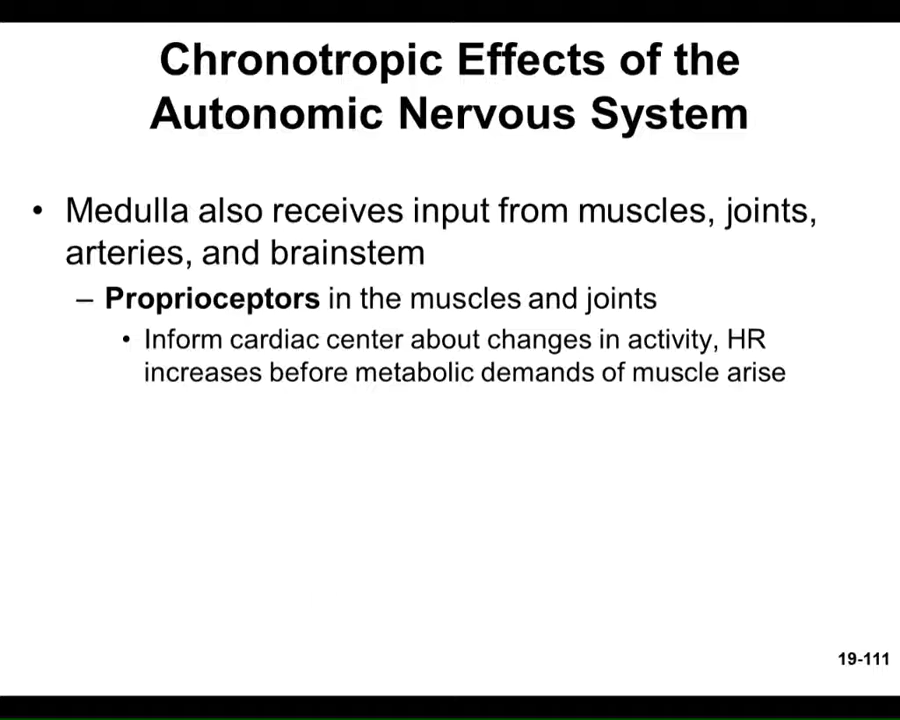 Chronotropic Effects of the
Autonomic Nervous System
• Medulla also receives input from muscles, joints,
arteries, and brainstem
– Proprioceptors in the muscles and joints
• Inform cardiac center about changes in activity, HR
increases before metabolic demands of muscle arise
19-111